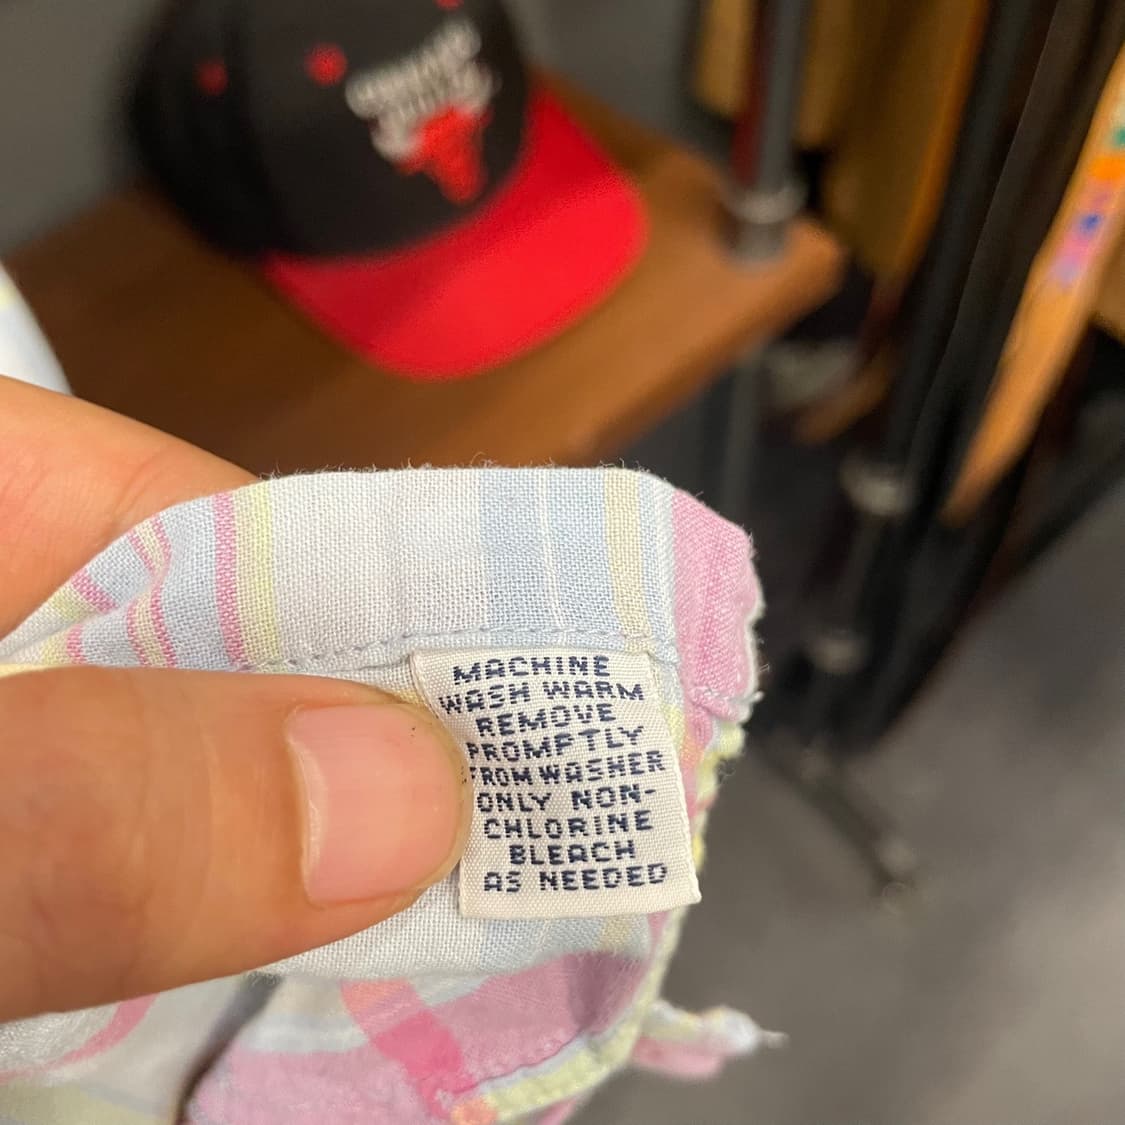 MACHINE
WASH WARM
REMOVE
PROMPTLY
FROM WASHER
ONLY NON-
CHLORINE
BLEACH
AS NEEDED